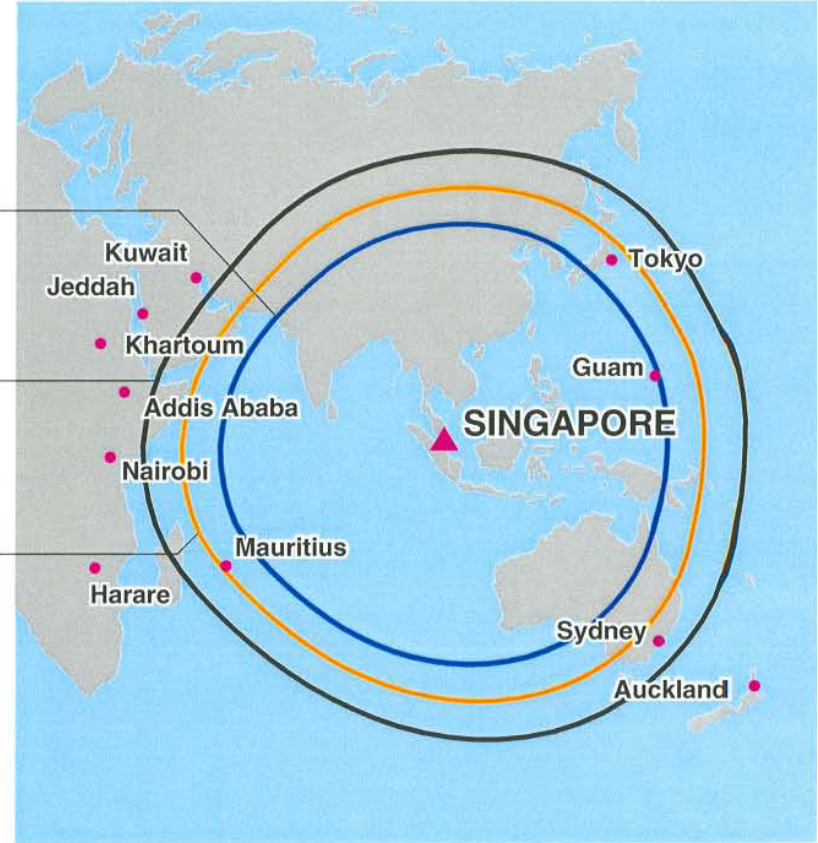 Kuwait
Tokyo
Jeddah
Khartoum
Guam
Addis Ababa
SINGAPORE
Nairobi
Mauritius
Harare
Sydney
Auckland